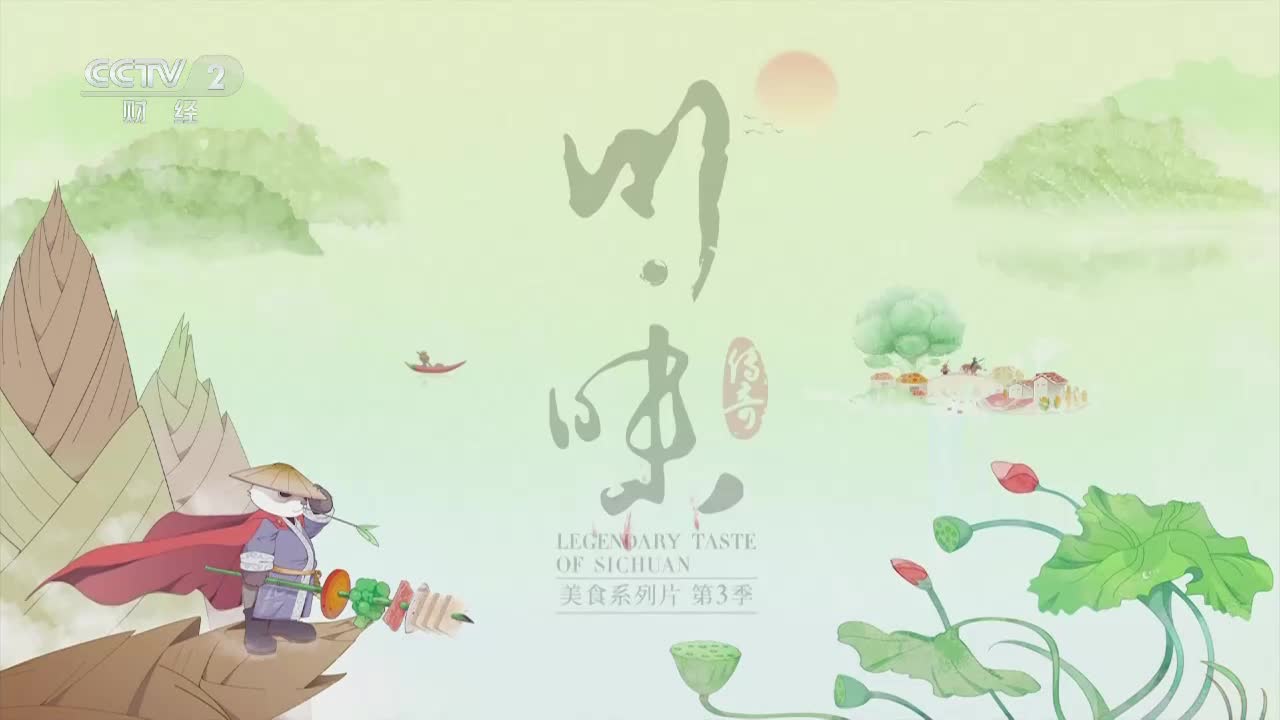 CCTV 2
财经
川味
传奇
LEGENDARY TASTE
OF SICHUAN
美食系列片 第3季